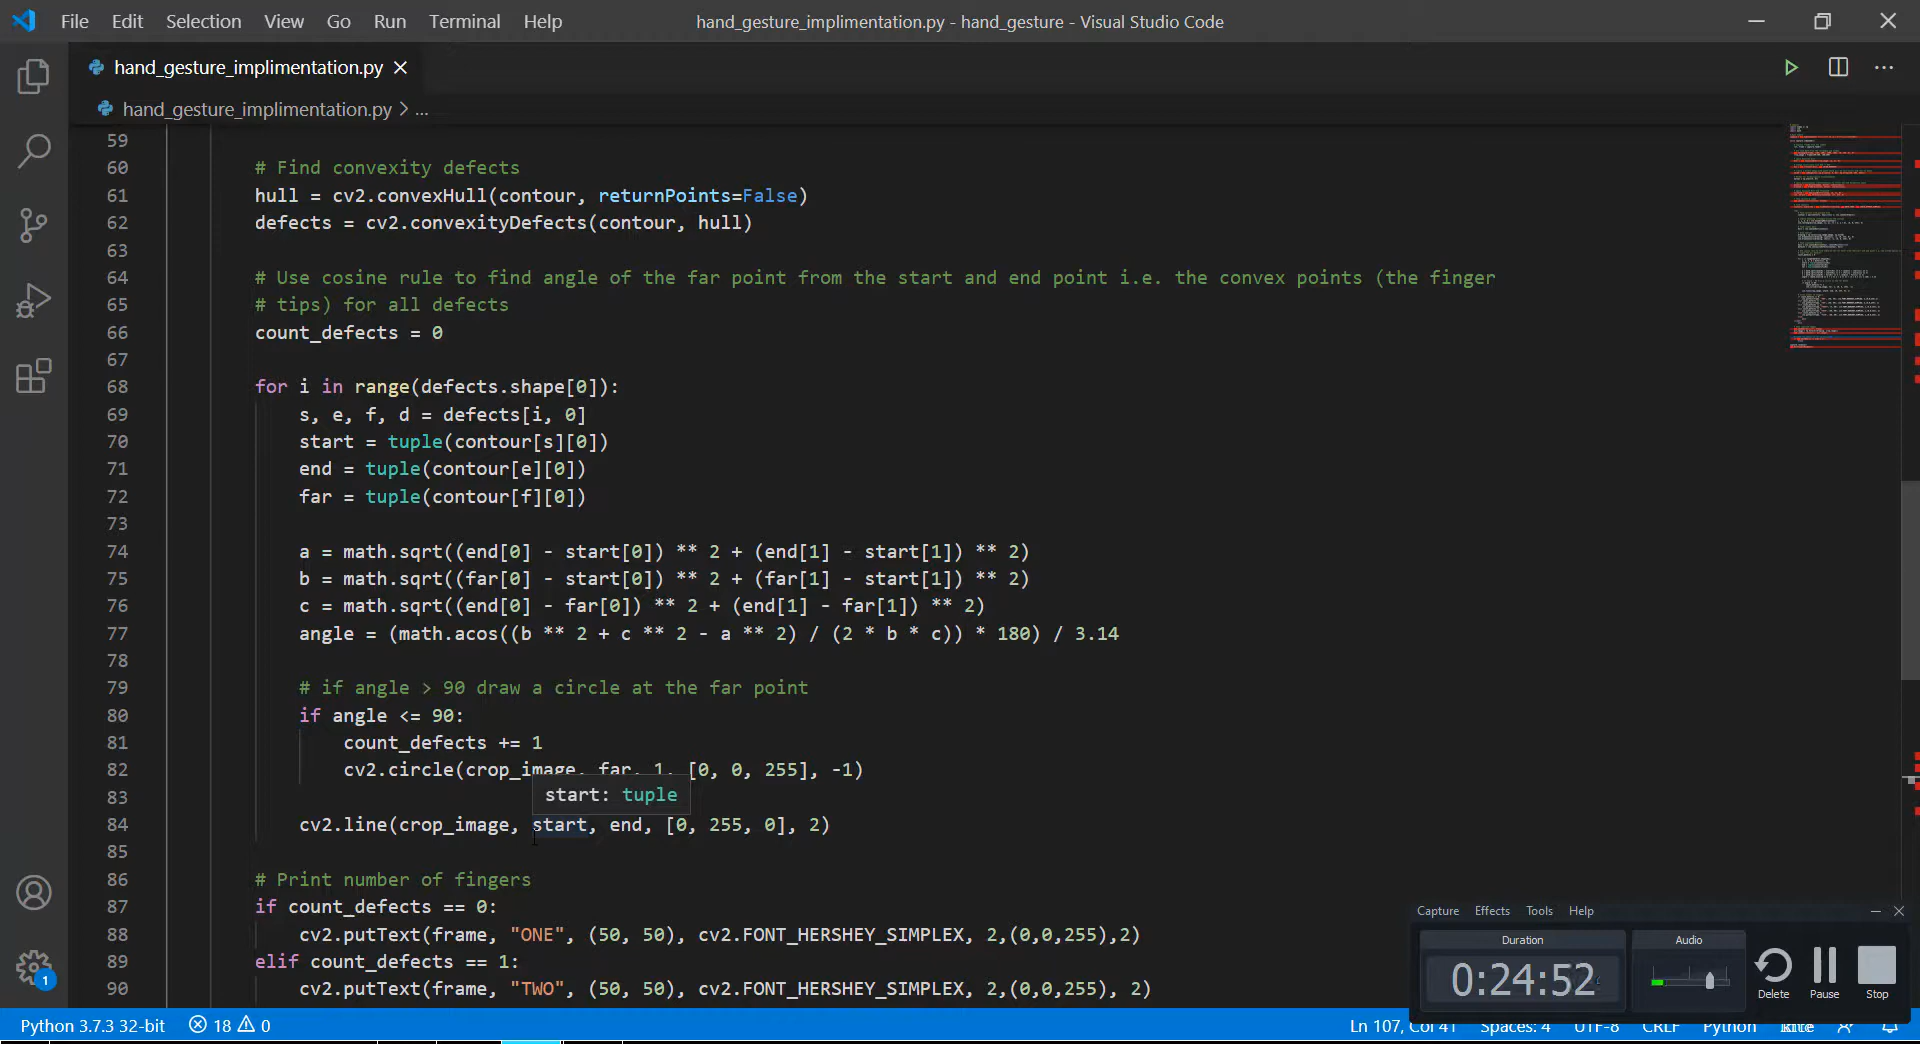 File Edit Selection View Go Run Terminal Help hand_gesture_implimentation.py - hand_gesture - Visual Studio Code
hand_gesture_implimentation.py
hand_gesture_implimentation.py > ...
59
60 # Find convexity defects
61 hull = cv2.convexHull(contour, returnPoints=False)
62 defects = cv2.convexityDefects(contour, hull)
63
64 # Use cosine rule to find angle of the far point from the start and end point i.e. the convex points (the finger
65 # tips) for all defects
66 count_defects = 0
67
68 for i in range(defects.shape[0]):
69 s, e, f, d = defects[i, 0]
70 start = tuple(contour[s][0])
71 end = tuple(contour[e][0])
72 far = tuple(contour[f][0])
73
74 a = math.sqrt((end[0] - start[0]) ** 2 + (end[1] - start[1]) ** 2)
75 b = math.sqrt((far[0] - start[0]) ** 2 + (far[1] - start[1]) ** 2)
76 c = math.sqrt((end[0] - far[0]) ** 2 + (end[1] - far[1]) ** 2)
77 angle = (math.acos((b ** 2 + c ** 2 - a ** 2) / (2 * b * c)) * 180) / 3.14
78
79 # if angle > 90 draw a circle at the far point
80 if angle <= 90:
81 count_defects += 1
82 cv2.circle(crop_image, far, 1, [0, 0, 255], -1)
83 start: tuple
84 cv2.line(crop_image, start, end, [0, 255, 0], 2)
85
86 # Print number of fingers
87 if count_defects == 0:
88 cv2.putText(frame, "ONE", (50, 50), cv2.FONT_HERSHEY_SIMPLEX, 2,(0,0,255),2)
89 elif count_defects == 1:
90 cv2.putText(frame, "TWO", (50, 50), cv2.FONT_HERSHEY_SIMPLEX, 2,(0,0,255), 2)
Capture Effects Tools Help
Duration Audio
0:24:52
Delete Pause Stop
1
Python 3.7.3 32-bit 18 0 Ln 107, Col 41 Spaces: 4 UTF-8 CRLF Python